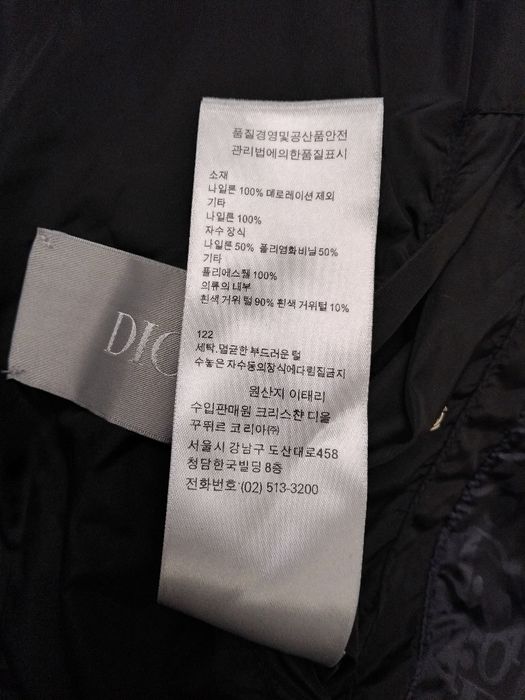 품질경영및공산품안전
관리법에의한품질표시
소재
나일론 100% 데로레이션 제외
기타
나일론 100%
자수 장식
나일론 50% 폴리염화비닐 50%
기타
플리에스텔 100%
의류의 내부
흰색 거위 털 90% 흰색 거위털 10%
122
세탁.멸균한 부드러운 털
수놓은 자수동의장식에다림질금지
원산지 이태리
수입판매원 크리스챤 디올
꾸뛰르 코리아㈜
서울시 강남구 도산대로458
청담한국빌딩 8층
전화번호:(02) 513-3200
DIO